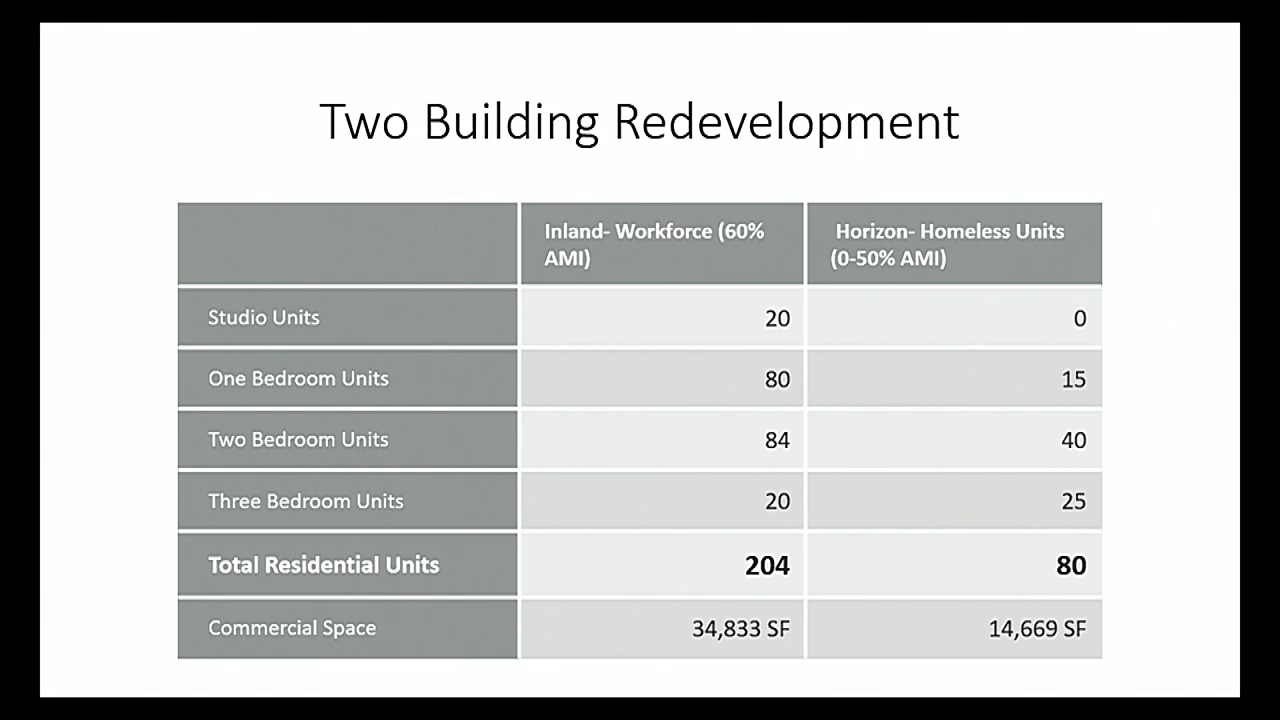 Two Building Redevelopment
Inland- Workforce (60%
AMI)
Horizon- Homeless Units
(0-50% AMI)
Studio Units 20 0
One Bedroom Units 80 15
Two Bedroom Units 84 40
Three Bedroom Units 20 25
Total Residential Units 204 80
Commercial Space 34,833 SF 14,669 SF